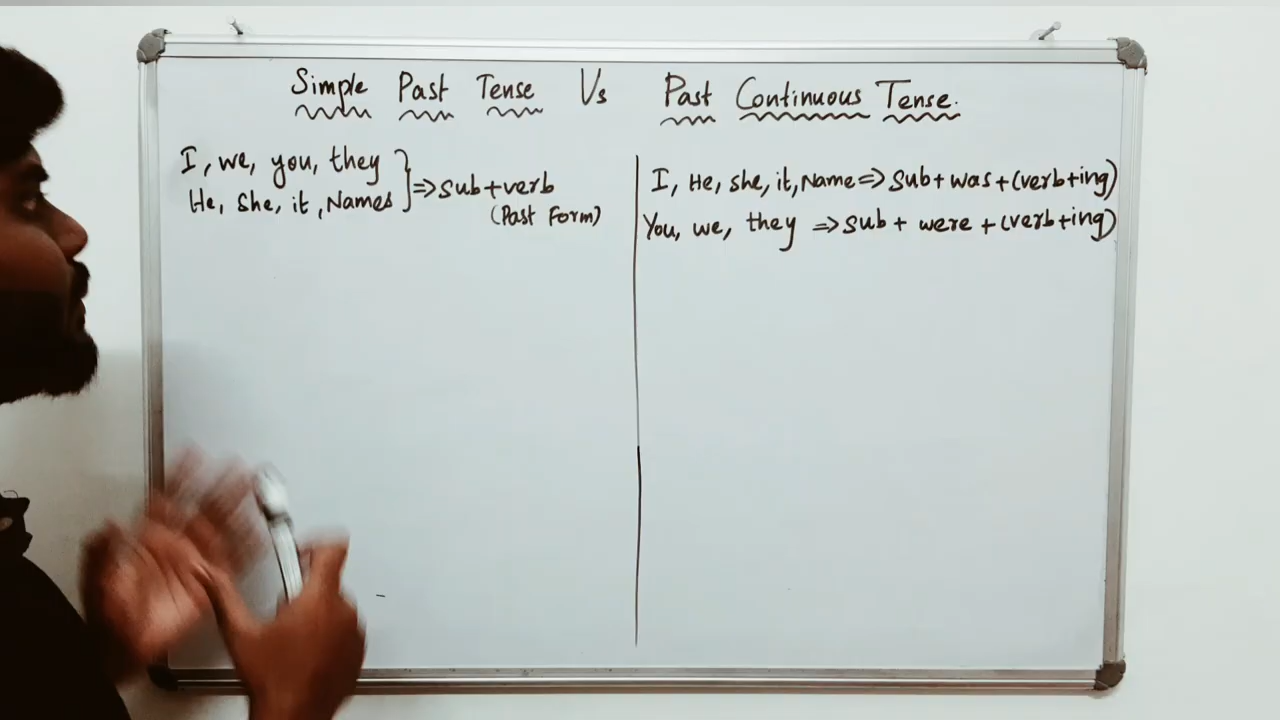 Simple Past Tense Vs Past Continuous Tense.
I, we, you, they
He, she, it, Names
⇒ sub+verb
(Past Form)
I, He, she, it, Name ⇒ sub+was+(verb+ing)
You, we, they ⇒ sub+ were +(verb+ing)